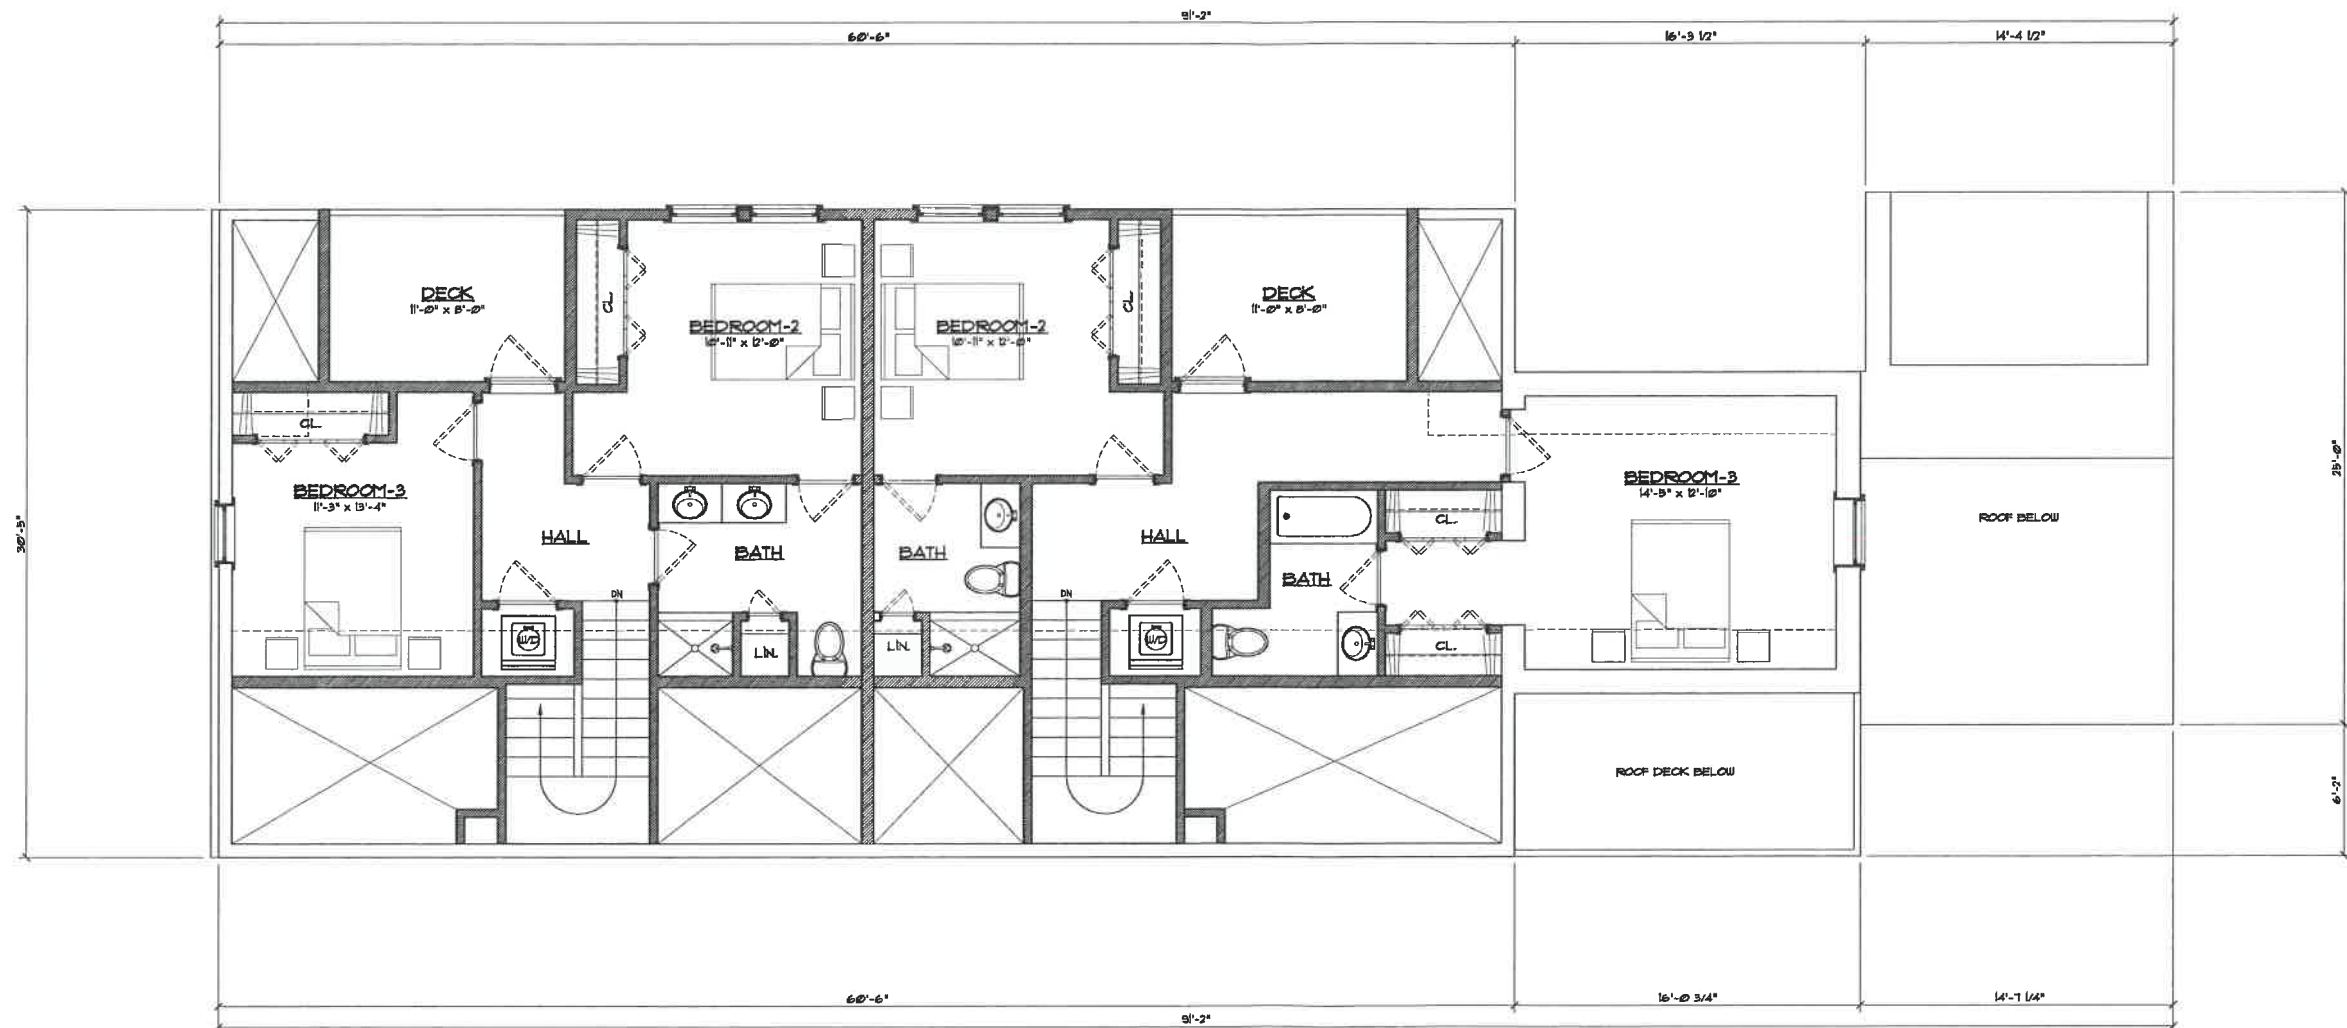 91'-2"
60'-6"
16'-3 1/2"
14'-4 1/2"
DECK
11'-0" x 8'-0"
CL.
BEDROOM-2
10'-11" x 12'-0"
BEDROOM-2
10'-11" x 12'-0"
CL.
DECK
11'-0" x 8'-0"
CL.
BEDROOM-3
11'-3" x 13'-4"
HALL
BATH
BATH
HALL
BATH
CL.
BEDROOM-3
14'-5" x 12'-10"
ROOF BELOW
30'-5"
25'-0"
DN
DN
W/D
LIN.
LIN.
W/D
CL.
ROOF DECK BELOW
6'-2"
60'-6"
16'-0 3/4"
14'-7 1/4"
91'-2"